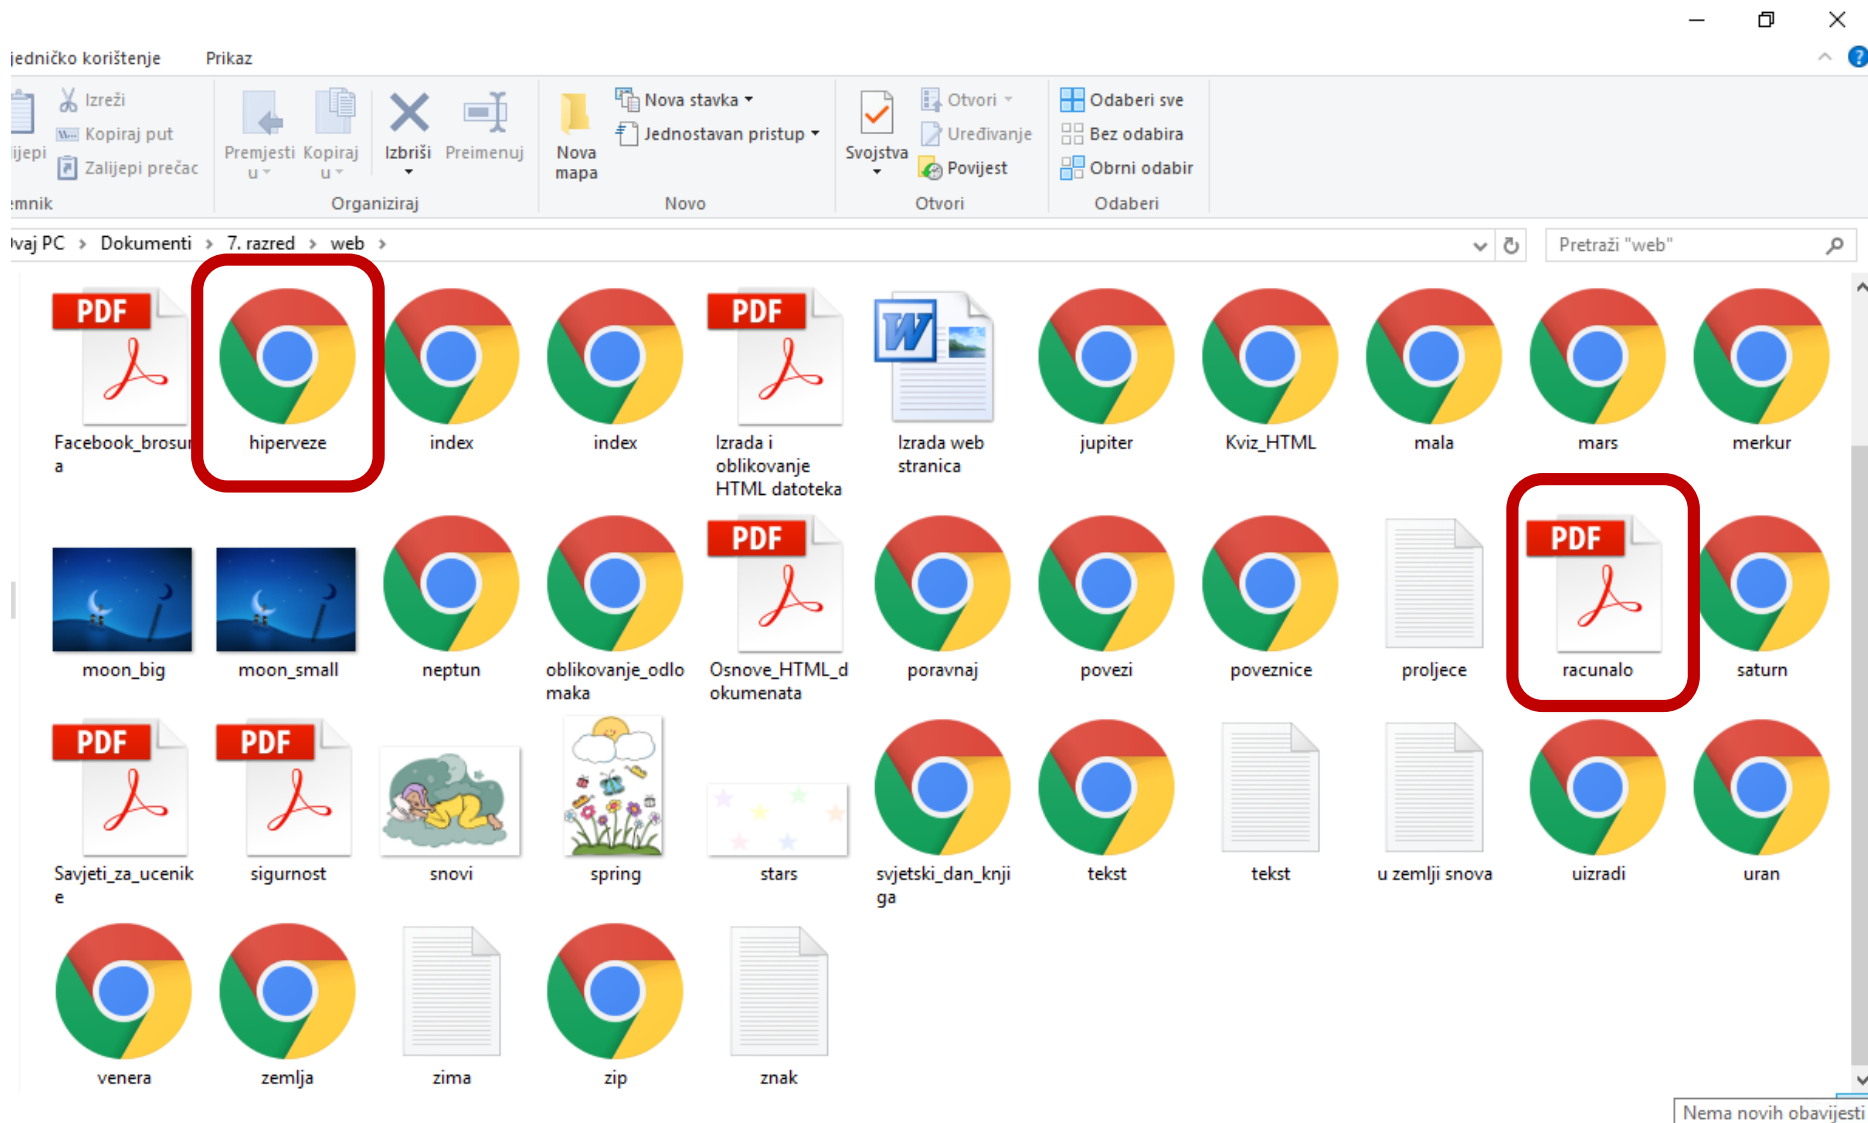 jedničko korištenje Prikaz
Izreži
Kopiraj put
Zalijepi prečac
ijepi
Premjesti u
Kopiraj u
Izbriši
Preimenuj
Nova mapa
Nova stavka
Jednostavan pristup
Svojstva
Otvori
Uređivanje
Povijest
Odaberi sve
Bez odabira
Obrni odabir
emnik Organiziraj Novo Otvori Odaberi
vaj PC > Dokumenti > 7. razred > web >
Pretraži "web"
PDF PDF W
Facebook_brosur hiperveze index index Izrada i Izrada web jupiter Kviz_HTML mala mars merkur
a oblikovanje stranica
HTML datoteka
PDF PDF
moon_big moon_small neptun oblikovanje_odlo Osnove_HTML_d poravnaj povezi poveznice proljece racunalo saturn
maka okumenata
PDF PDF
Savjeti_za_ucenik sigurnost snovi spring stars svjetski_dan_knji tekst tekst u zemlji snova uizradi uran
e ga
venera zemlja zima zip znak
Nema novih obavijesti